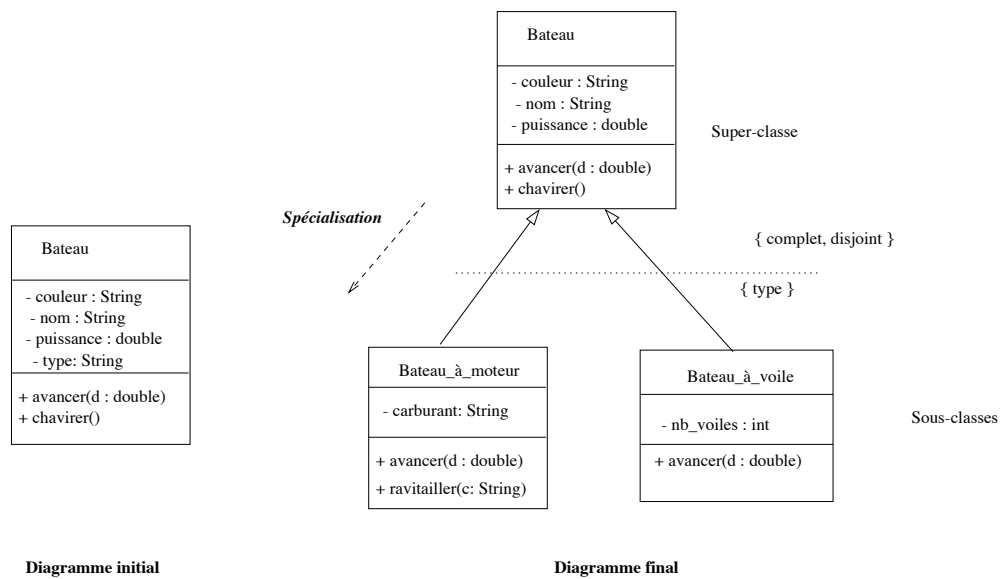 Bateau
- couleur : String
- nom : String
- puissance : double
Super-classe
+ avancer(d : double)
+ chavirer()
Spécialisation
{ complet, disjoint }
{ type }
Bateau
- couleur : String
- nom : String
- puissance : double
- type: String
+ avancer(d : double)
+ chavirer()
Bateau_à_moteur
- carburant: String
+ avancer(d : double)
+ ravitailler(c: String)
Bateau_à_voile
- nb_voiles : int
+ avancer(d : double)
Sous-classes
Diagramme initial
Diagramme final